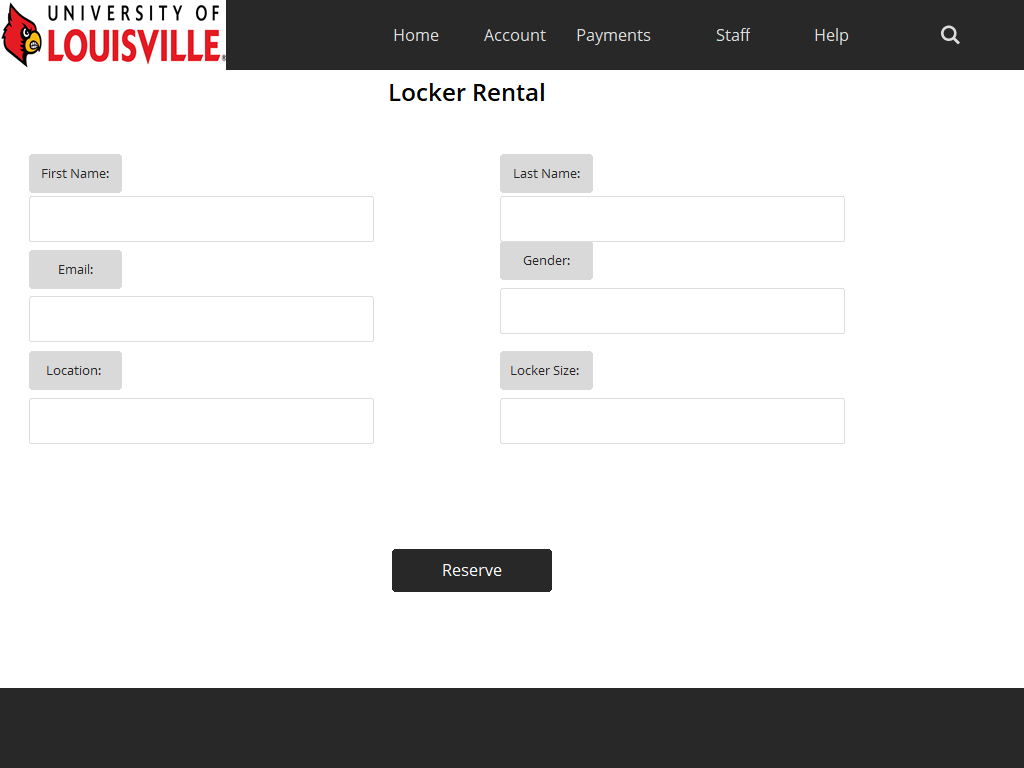 UNIVERSITY OF
LOUISVILLE®
Home Account Payments Staff Help
Locker Rental
First Name: Last Name:
Email: Gender:
Location: Locker Size:
Reserve